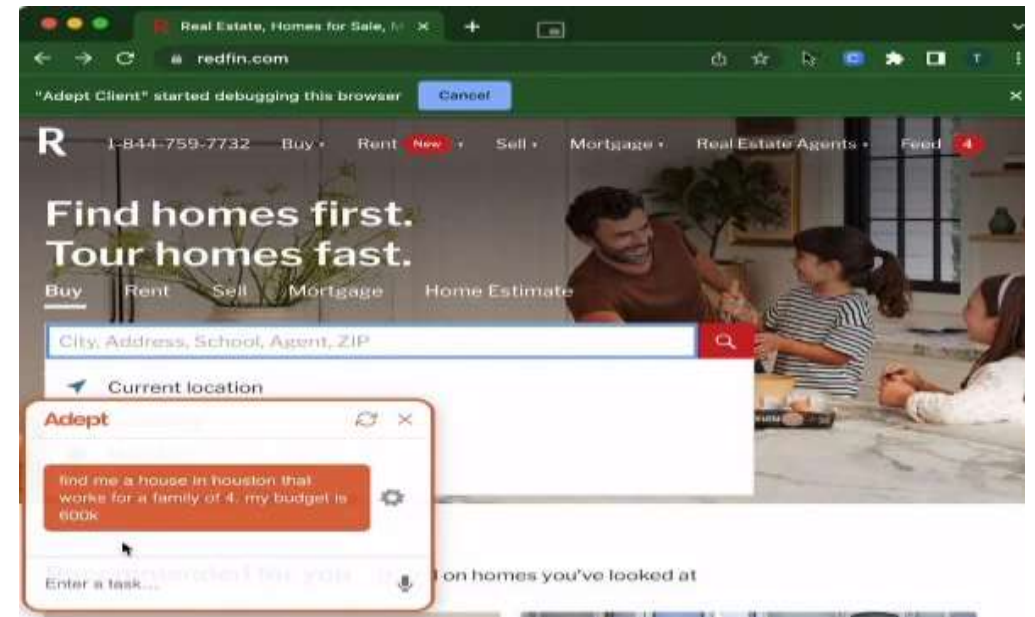 R Real Estate, Homes for Sale, M
redfin.com
"Adept Client" started debugging this browser Cancel
R 1-844-759-7732 Buy Rent New Sell Mortgage Real Estate Agents Feed 4
Find homes first.
Tour homes fast.
Buy Rent Sell Mortgage Home Estimate
City, Address, School, Agent, ZIP
Current location
Adept
find me a house in houston that
works for a family of 4. my budget is
600k
Enter a task...
on homes you've looked at